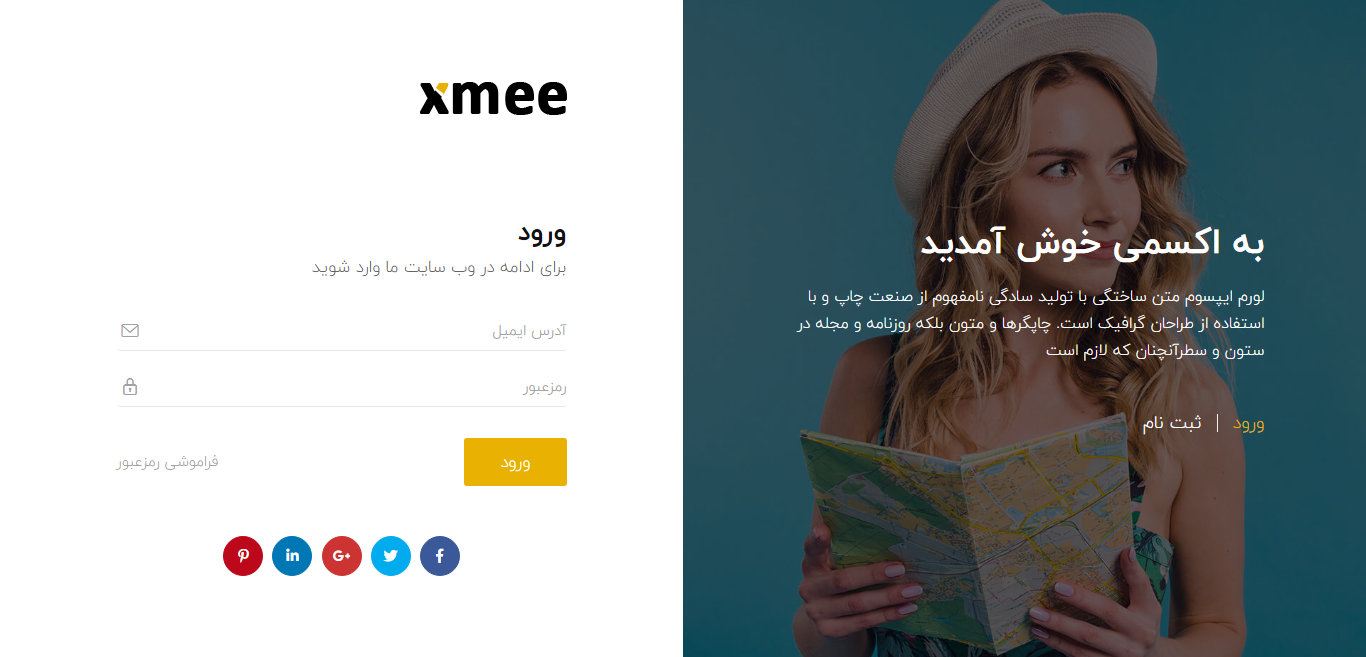 به اکسمی خوش آمدید
لورم ایپسوم متن ساختگی با تولید سادگی نامفهوم از صنعت چاپ و با
استفاده از طراحان گرافیک است. چاپگرها و متون بلکه روزنامه و مجله در
ستون و سطرآنچنان که لازم است
ورود | ثبت نام
xmee
ورود
برای ادامه در وب سایت ما وارد شوید
آدرس ایمیل
رمزعبور
ورود
فراموشی رمزعبور